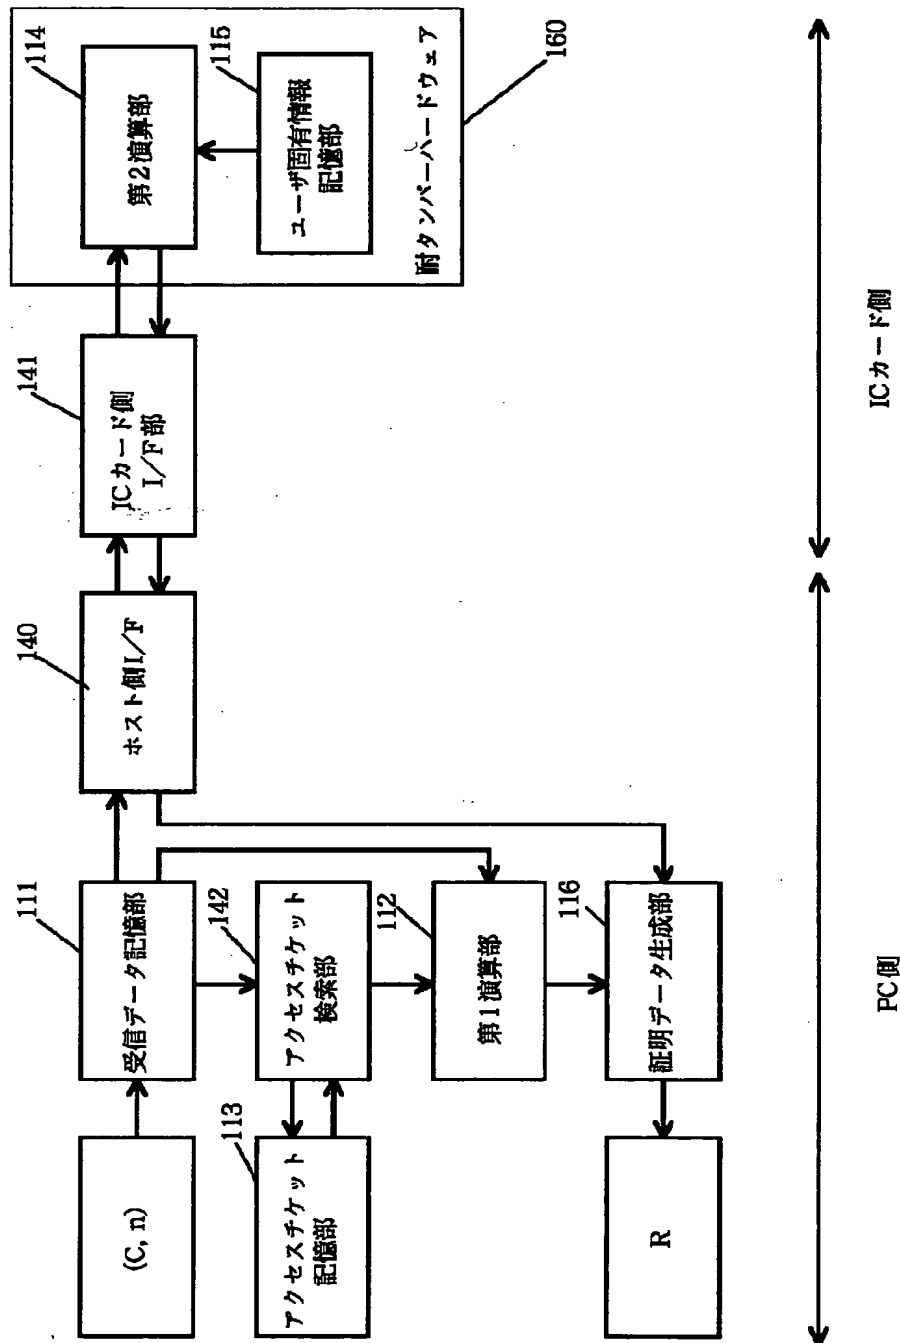 (C, n)
111
受信データ記憶部
140
ホスト側I/F
141
ICカード側
I/F部
114
第2演算部
115
ユーザ固有情報
記憶部
耐タンパーハードウェア
160
113
アクセスチケット
記憶部
142
アクセスチケット
検索部
112
第1演算部
116
証明データ生成部
R
PC側
ICカード側